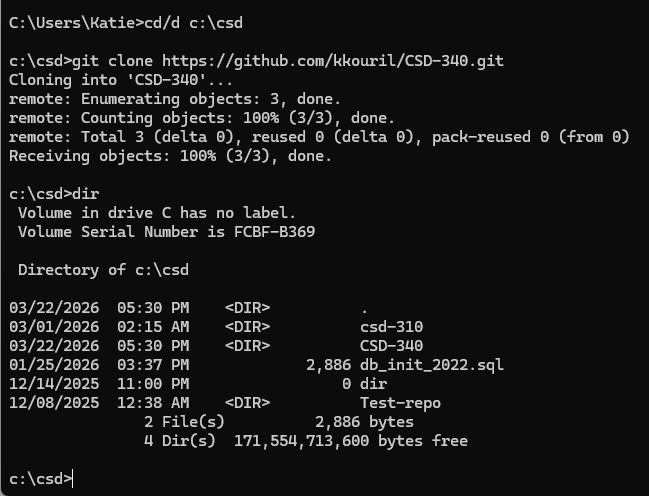 C:\Users\Katie>cd/d c:\csd
c:\csd>git clone https://github.com/kkouril/CSD-340.git
Cloning into 'CSD-340'...
remote: Enumerating objects: 3, done.
remote: Counting objects: 100% (3/3), done.
remote: Total 3 (delta 0), reused 0 (delta 0), pack-reused 0 (from 0)
Receiving objects: 100% (3/3), done.
c:\csd>dir
 Volume in drive C has no label.
 Volume Serial Number is FCBF-B369
 Directory of c:\csd
03/22/2026  05:30 PM    <DIR>          .
03/01/2026  02:15 AM    <DIR>          csd-310
03/22/2026  05:30 PM    <DIR>          CSD-340
01/25/2026  03:37 PM             2,886 db_init_2022.sql
12/14/2025  11:00 PM                 0 dir
12/08/2025  12:38 AM    <DIR>          Test-repo
               2 File(s)          2,886 bytes
               4 Dir(s)  171,554,713,600 bytes free
c:\csd>